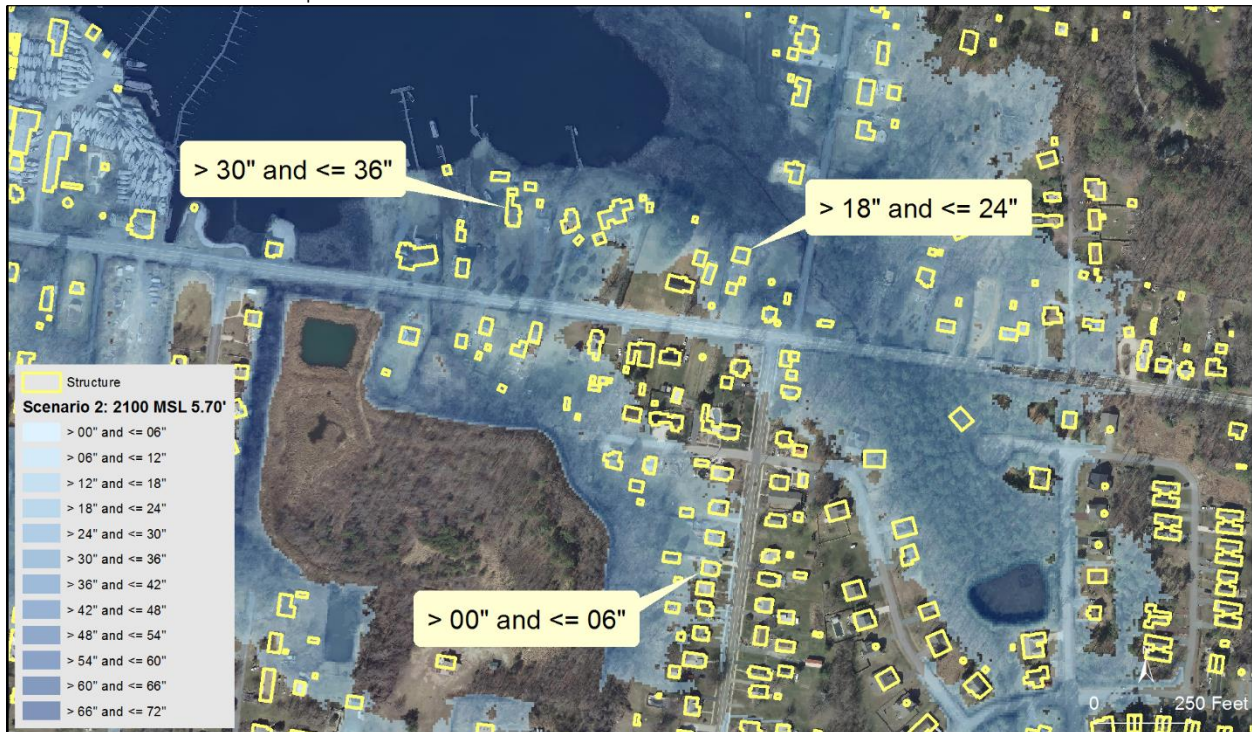 > 30" and <= 36"
> 18" and <= 24"
> 00" and <= 06"
Structure
Scenario 2: 2100 MSL 5.70'
> 00" and <= 06"
> 06" and <= 12"
> 12" and <= 18"
> 18" and <= 24"
> 24" and <= 30"
> 30" and <= 36"
> 36" and <= 42"
> 42" and <= 48"
> 48" and <= 54"
> 54" and <= 60"
> 60" and <= 66"
> 66" and <= 72"
0 250 Feet